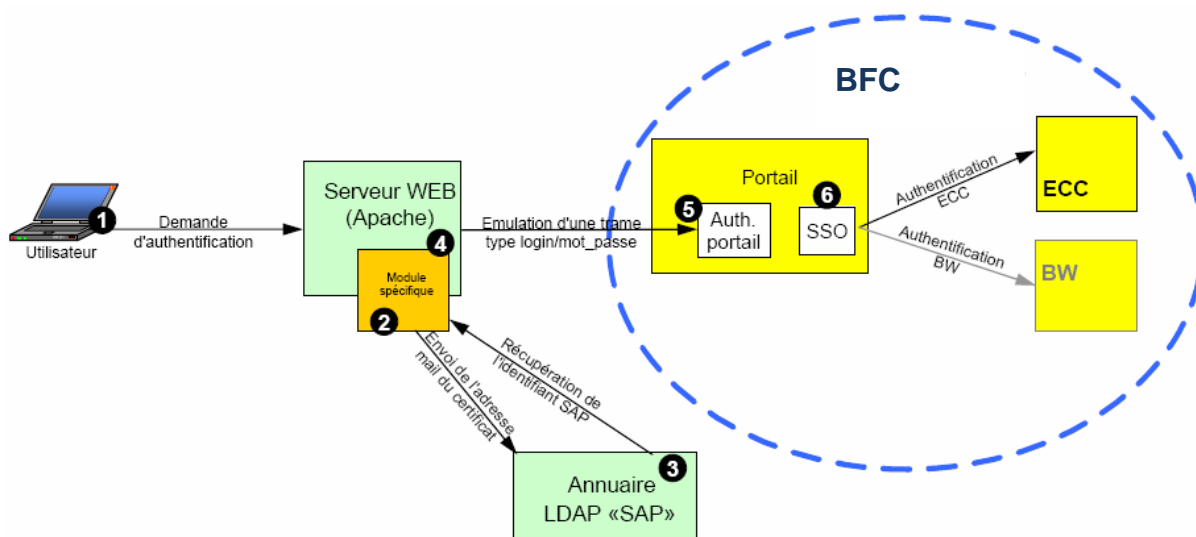 BFC
1
Utilisateur
Demande
d'authentification
Serveur WEB
(Apache)
4
Module
spécifique
2
Emulation d'une trame
type login/mot_passe
Portail
5
Auth.
portail
6
SSO
Authentification
ECC
ECC
Authentification
BW
BW
Envoi de l'adresse
mail du certificat
Récupération de
l'identifiant SAP
3
Annuaire
LDAP «SAP»